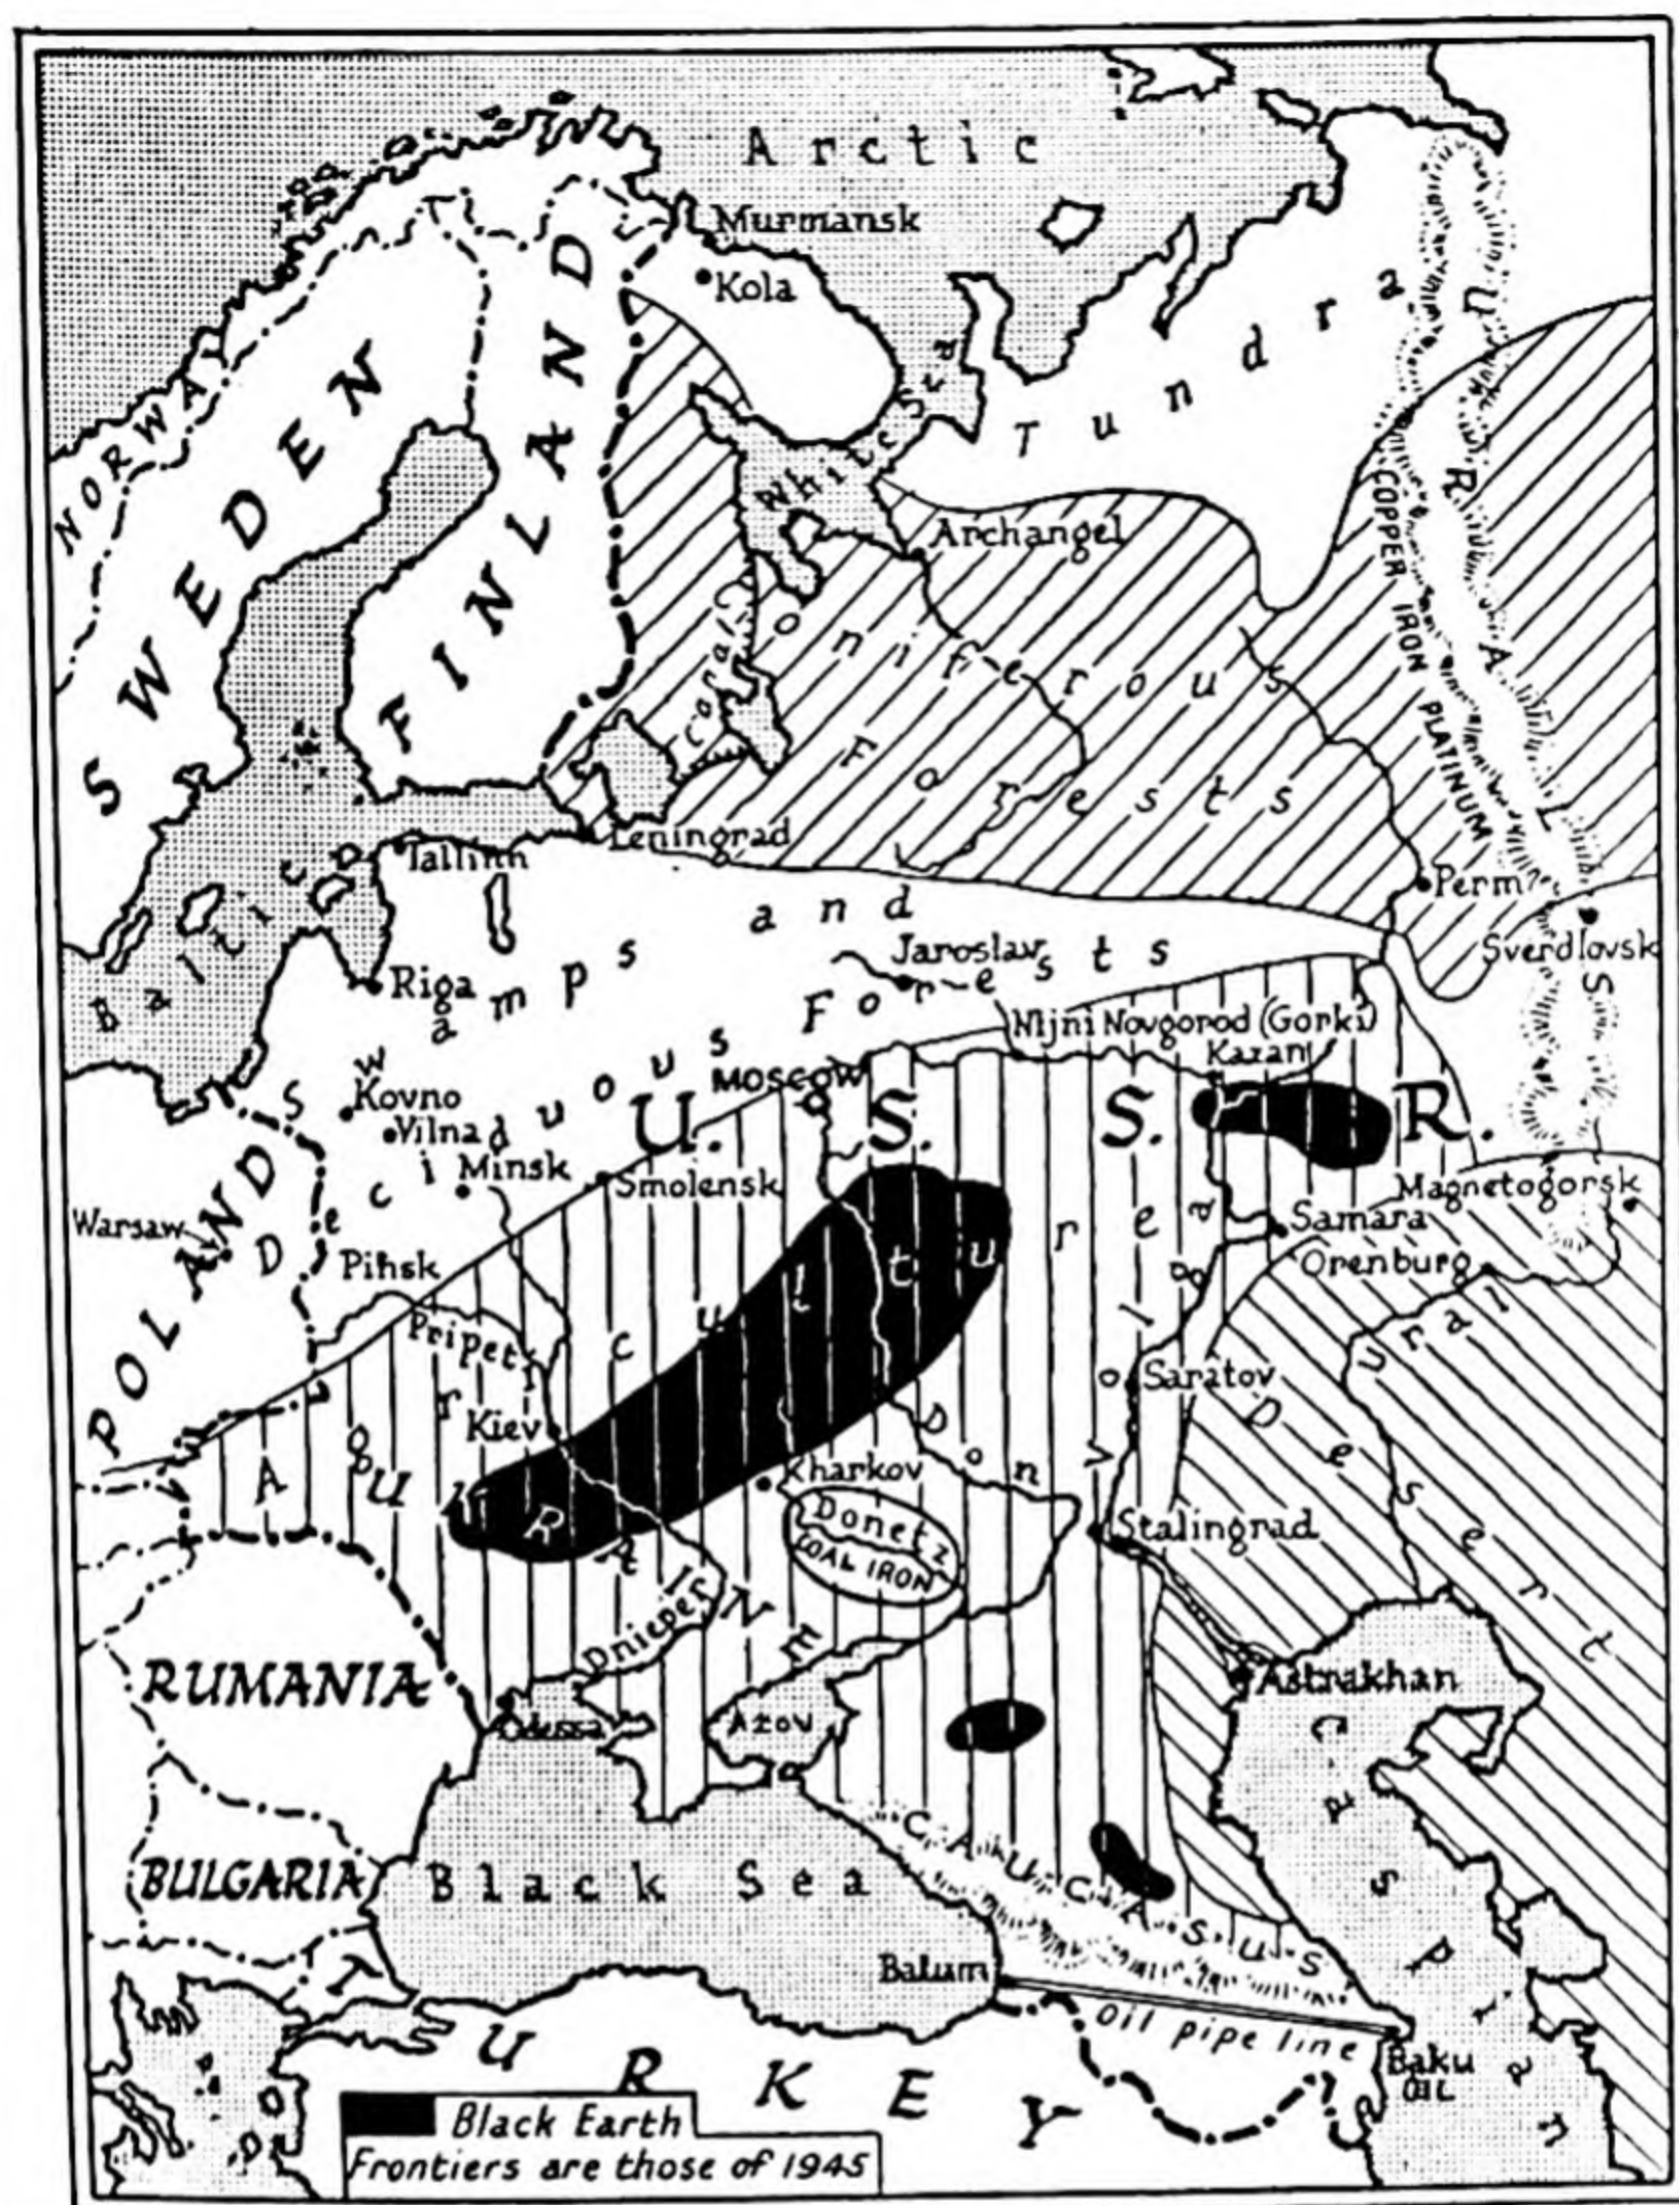 Arctic
Murmansk
Kola
NORWAY
SWEDEN
FINLAND
White Sea
Tundra
URALS
COPPER IRON PLATINUM
Archangel
Coniferous
Forests
Canals
Leningrad
Tallinn
Baltic
Perm
Sverdlovsk
Riga
Jaroslav
Deciduous Forests
and
Swamps
Nijni Novgorod (Gorki)
Kazan
Kovno
Vilna
Moscow
U. S. S. R.
Minsk
Smolensk
Magnetogorsk
Warsaw
POLAND
Pinsk
Samara
Orenburg
Ural
Pripet
Agricultural
Volga
Saratov
Desert
Kiev
Don
UKRAINE
Kharkov
Donetz
COAL IRON
Stalingrad
Dnieper
RUMANIA
Odessa
Azov
Astrakhan
Caspian
BULGARIA
Black Sea
CAUCASUS
Batum
Oil pipe line
Baku
OIL
TURKEY
Black Earth
Frontiers are those of 1945